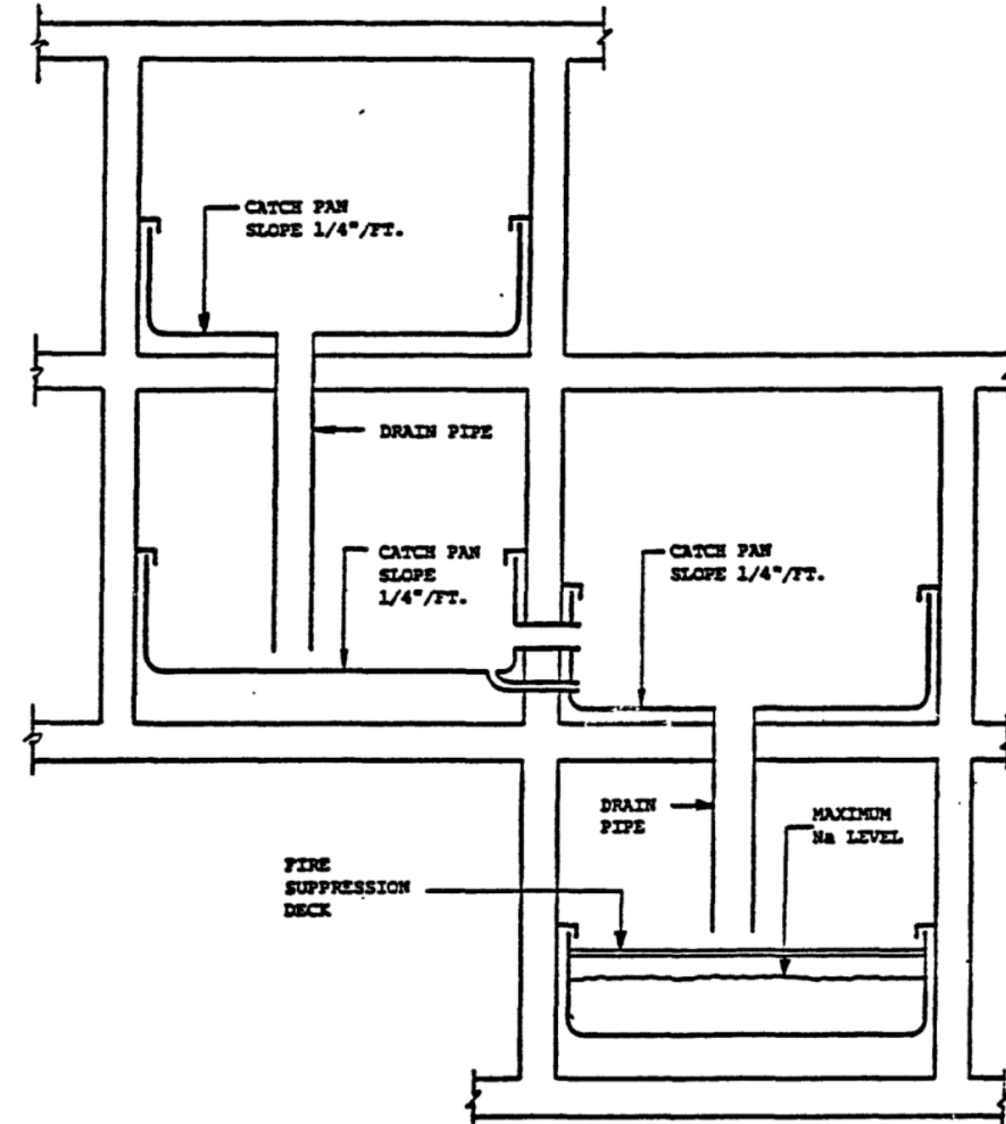 CATCH PAN
SLOPE 1/4"/FT.
DRAIN PIPE
CATCH PAN
SLOPE
1/4"/FT.
CATCH PAN
SLOPE 1/4"/FT.
DRAIN
PIPE
MAXIMUM
Na LEVEL
FIRE
SUPPRESSION
DECK